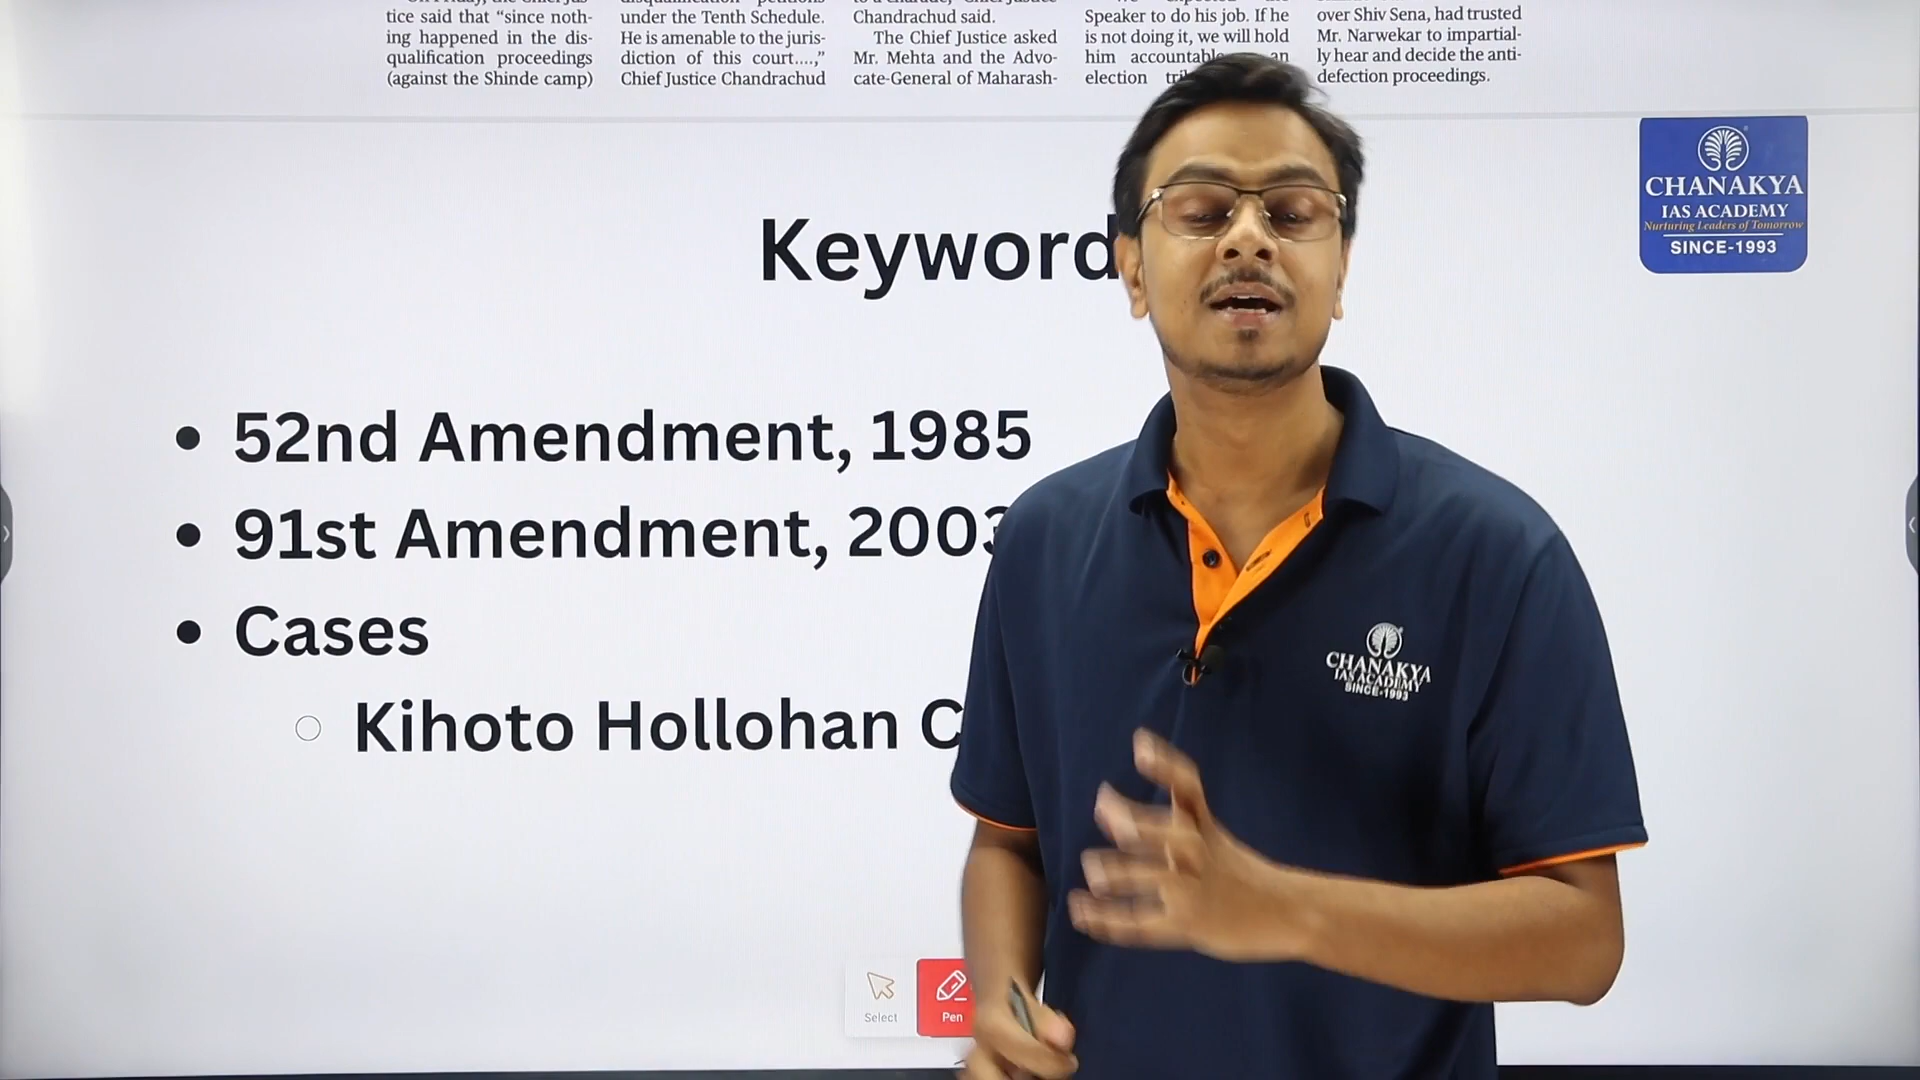 tice said that “since noth-
ing happened in the dis-
qualification proceedings
(against the Shinde camp)
under the Tenth Schedule.
He is amenable to the juris-
diction of this court....,”
Chief Justice Chandrachud
Chandrachud said.
The Chief Justice asked
Mr. Mehta and the Advo-
cate-General of Maharash-
Speaker to do his job. If he
is not doing it, we will hold
him accountable an
election
over Shiv Sena, had trusted
Mr. Narwekar to impartial-
ly hear and decide the anti-
defection proceedings.
CHANAKYA
IAS ACADEMY
Nurturing Leaders of Tomorrow
SINCE-1993
Keyword
• 52nd Amendment, 1985
• 91st Amendment, 2003
• Cases
○ Kihoto Hollohan C
CHANAKYA
IAS ACADEMY
SINCE-1993
Select
Pen